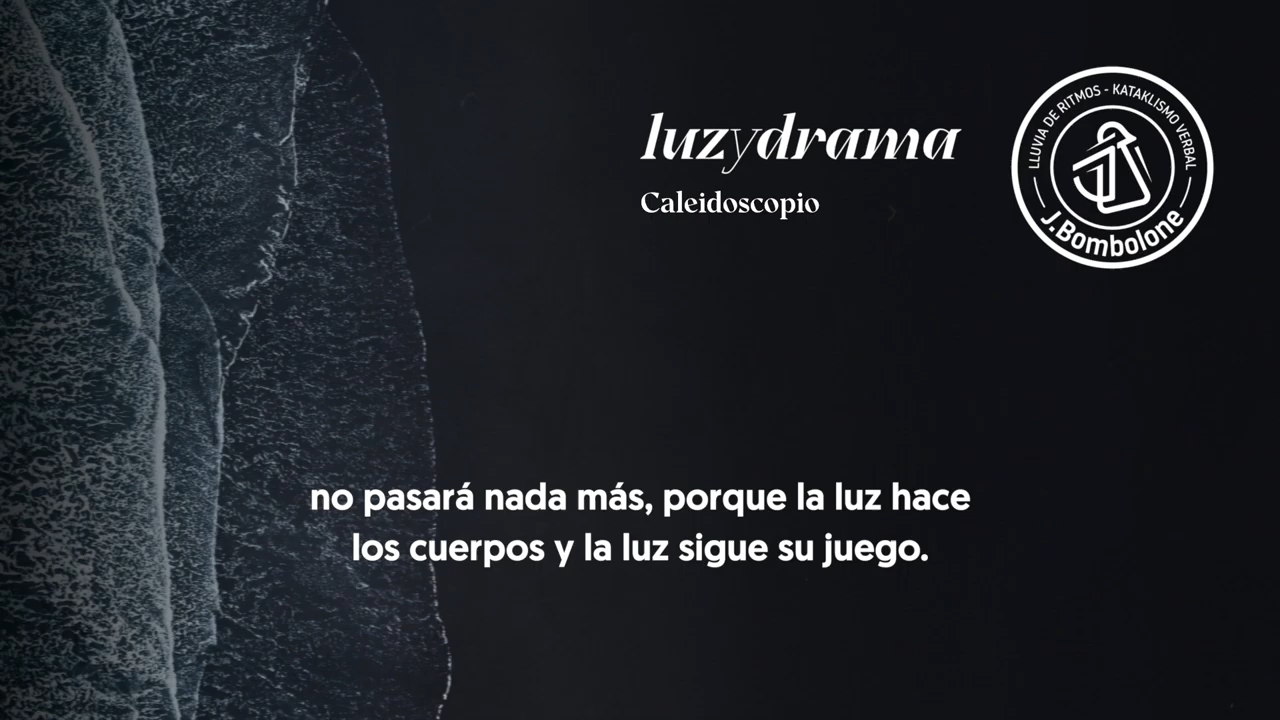 luzydrama
Caleidoscopio
LLUVIA DE RITMOS - KATAKLISMO VERBAL
J.Bombolone
no pasará nada más, porque la luz hace
los cuerpos y la luz sigue su juego.